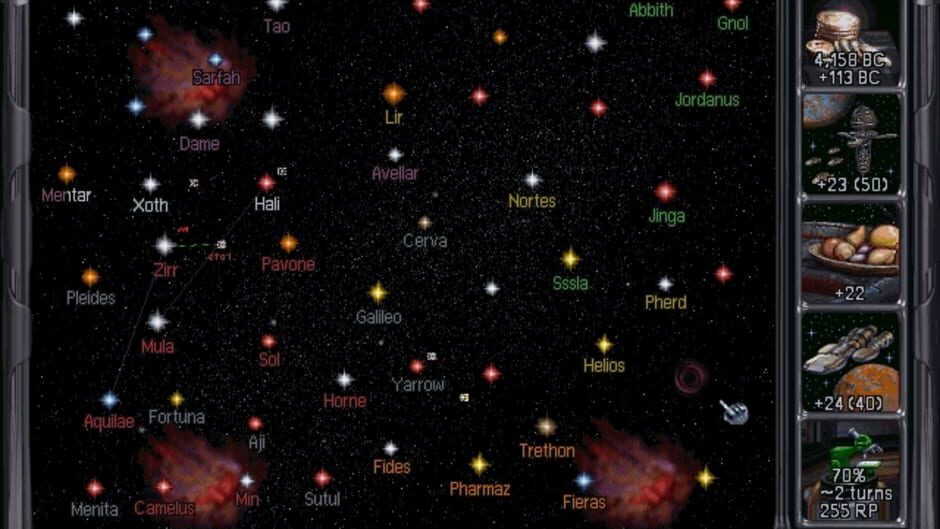 Abbith
Gnol
Tao
Sarfah
4,158 BC
+113 BC
Jordanus
Lir
Dame
Avellar
+23 (50)
Mentar
Xoth
Hali
Nortes
Jinga
Cerva
Zirr
Pavone
Sssla
Pleides
Galileo
Pherd
+22
Mula
Sol
Helios
Yarrow
Horne
+24 (40)
Aquilae
Fortuna
Aji
Trethon
Fides
Pharmaz
70%
~2 turns
255 RP
Menita
Camelus
Min
Sutul
Fieras